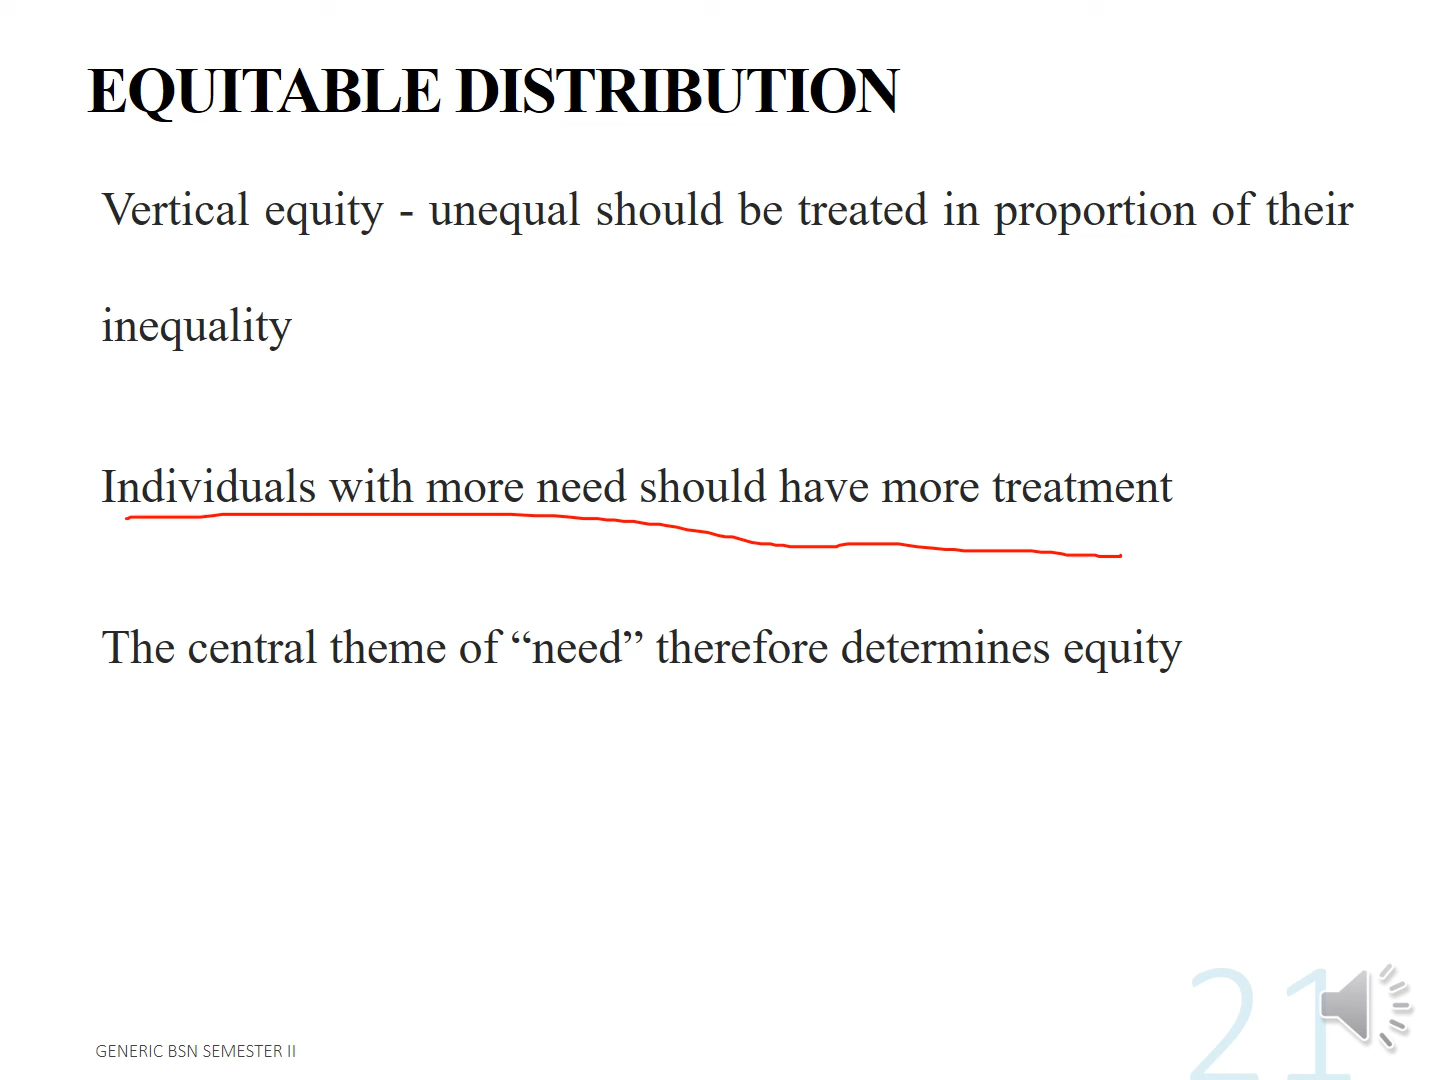 EQUITABLE DISTRIBUTION
Vertical equity - unequal should be treated in proportion of their
inequality
Individuals with more need should have more treatment
The central theme of “need” therefore determines equity
GENERIC BSN SEMESTER II
21